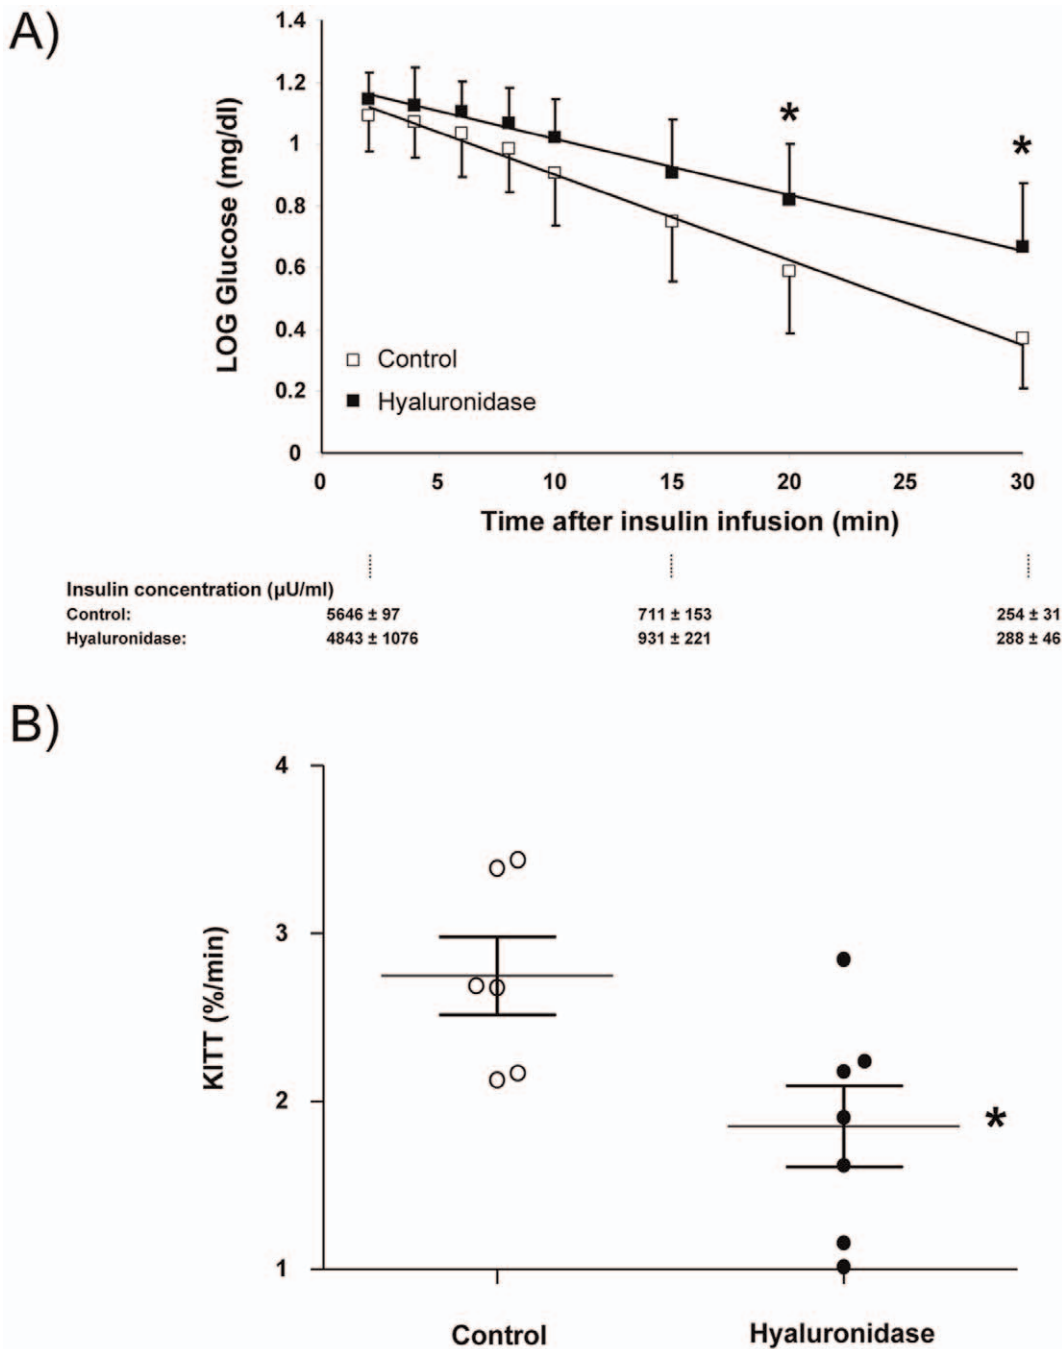 A)
LOG Glucose (mg/dl)
1.4
1.2
1
0.8
0.6
0.4
0.2
0
*
*
Control
Hyaluronidase
0 5 10 15 20 25 30
Time after insulin infusion (min)
Insulin concentration (µU/ml)
Control: 5646 ± 97 711 ± 153 254 ± 31
Hyaluronidase: 4843 ± 1076 931 ± 221 288 ± 46
B)
KITT (%/min)
4
3
2
1
*
Control Hyaluronidase